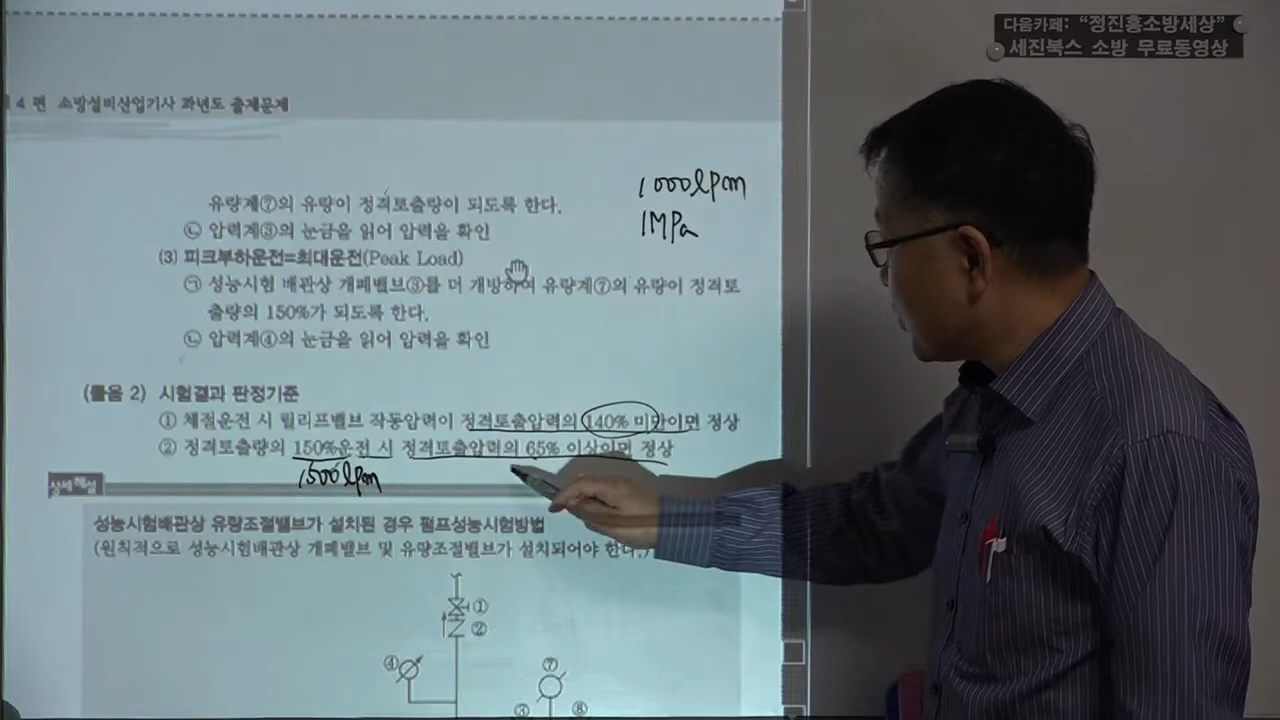 다음카페: "정진흥소방세상"
세진북스 소방 무료동영상
4 편 소방설비산업기사 과년도 출제문제
유량계⑦의 유량이 정격토출량이 되도록 한다.
㉡ 압력계③의 눈금을 읽어 압력을 확인
(3) 피크부하운전=최대운전(Peak Load)
㉠ 성능시험 배관상 개폐밸브③를 더 개방하여 유량계⑦의 유량이 정격토
출량의 150%가 되도록 한다.
㉡ 압력계④의 눈금을 읽어 압력을 확인
1000lpm
1MPa
(물음 2) 시험결과 판정기준
① 체절운전 시 릴리프밸브 작동압력이 정격토출압력의 140% 미만이면 정상
② 정격토출량의 150%운전 시 정격토출압력의 65% 이상이면 정상
1500lpm
상세해설
성능시험배관상 유량조절밸브가 설치된 경우 펌프성능시험방법
(원칙적으로 성능시험배관상 개폐밸브 및 유량조절밸브가 설치되어야 한다.)
①
②
④
⑦
③
⑧